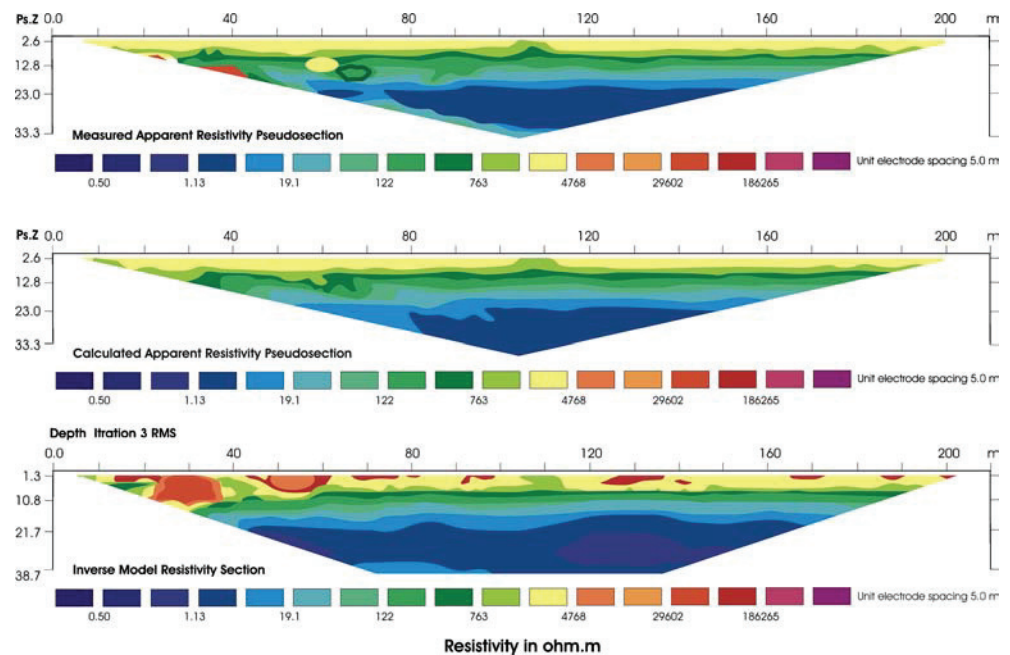 Ps.Z 0.0 40 80 120 160 200 m
2.6
12.8
23.0
33.3
Measured Apparent Resistivity Pseudosection
Unit electrode spacing 5.0 m
0.50 1.13 19.1 122 763 4768 29602 186265
Ps.Z 0.0 40 80 120 160 200 m
2.6
12.8
23.0
33.3
Calculated Apparent Resistivity Pseudosection
Unit electrode spacing 5.0 m
0.50 1.13 19.1 122 763 4768 29602 186265
Depth Itration 3 RMS
0.0 40 80 120 160 200 m
1.3
10.8
21.7
38.7
Inverse Model Resistivity Section
Unit electrode spacing 5.0 m
0.50 1.13 19.1 122 763 4768 29602 186265
Resistivity in ohm.m